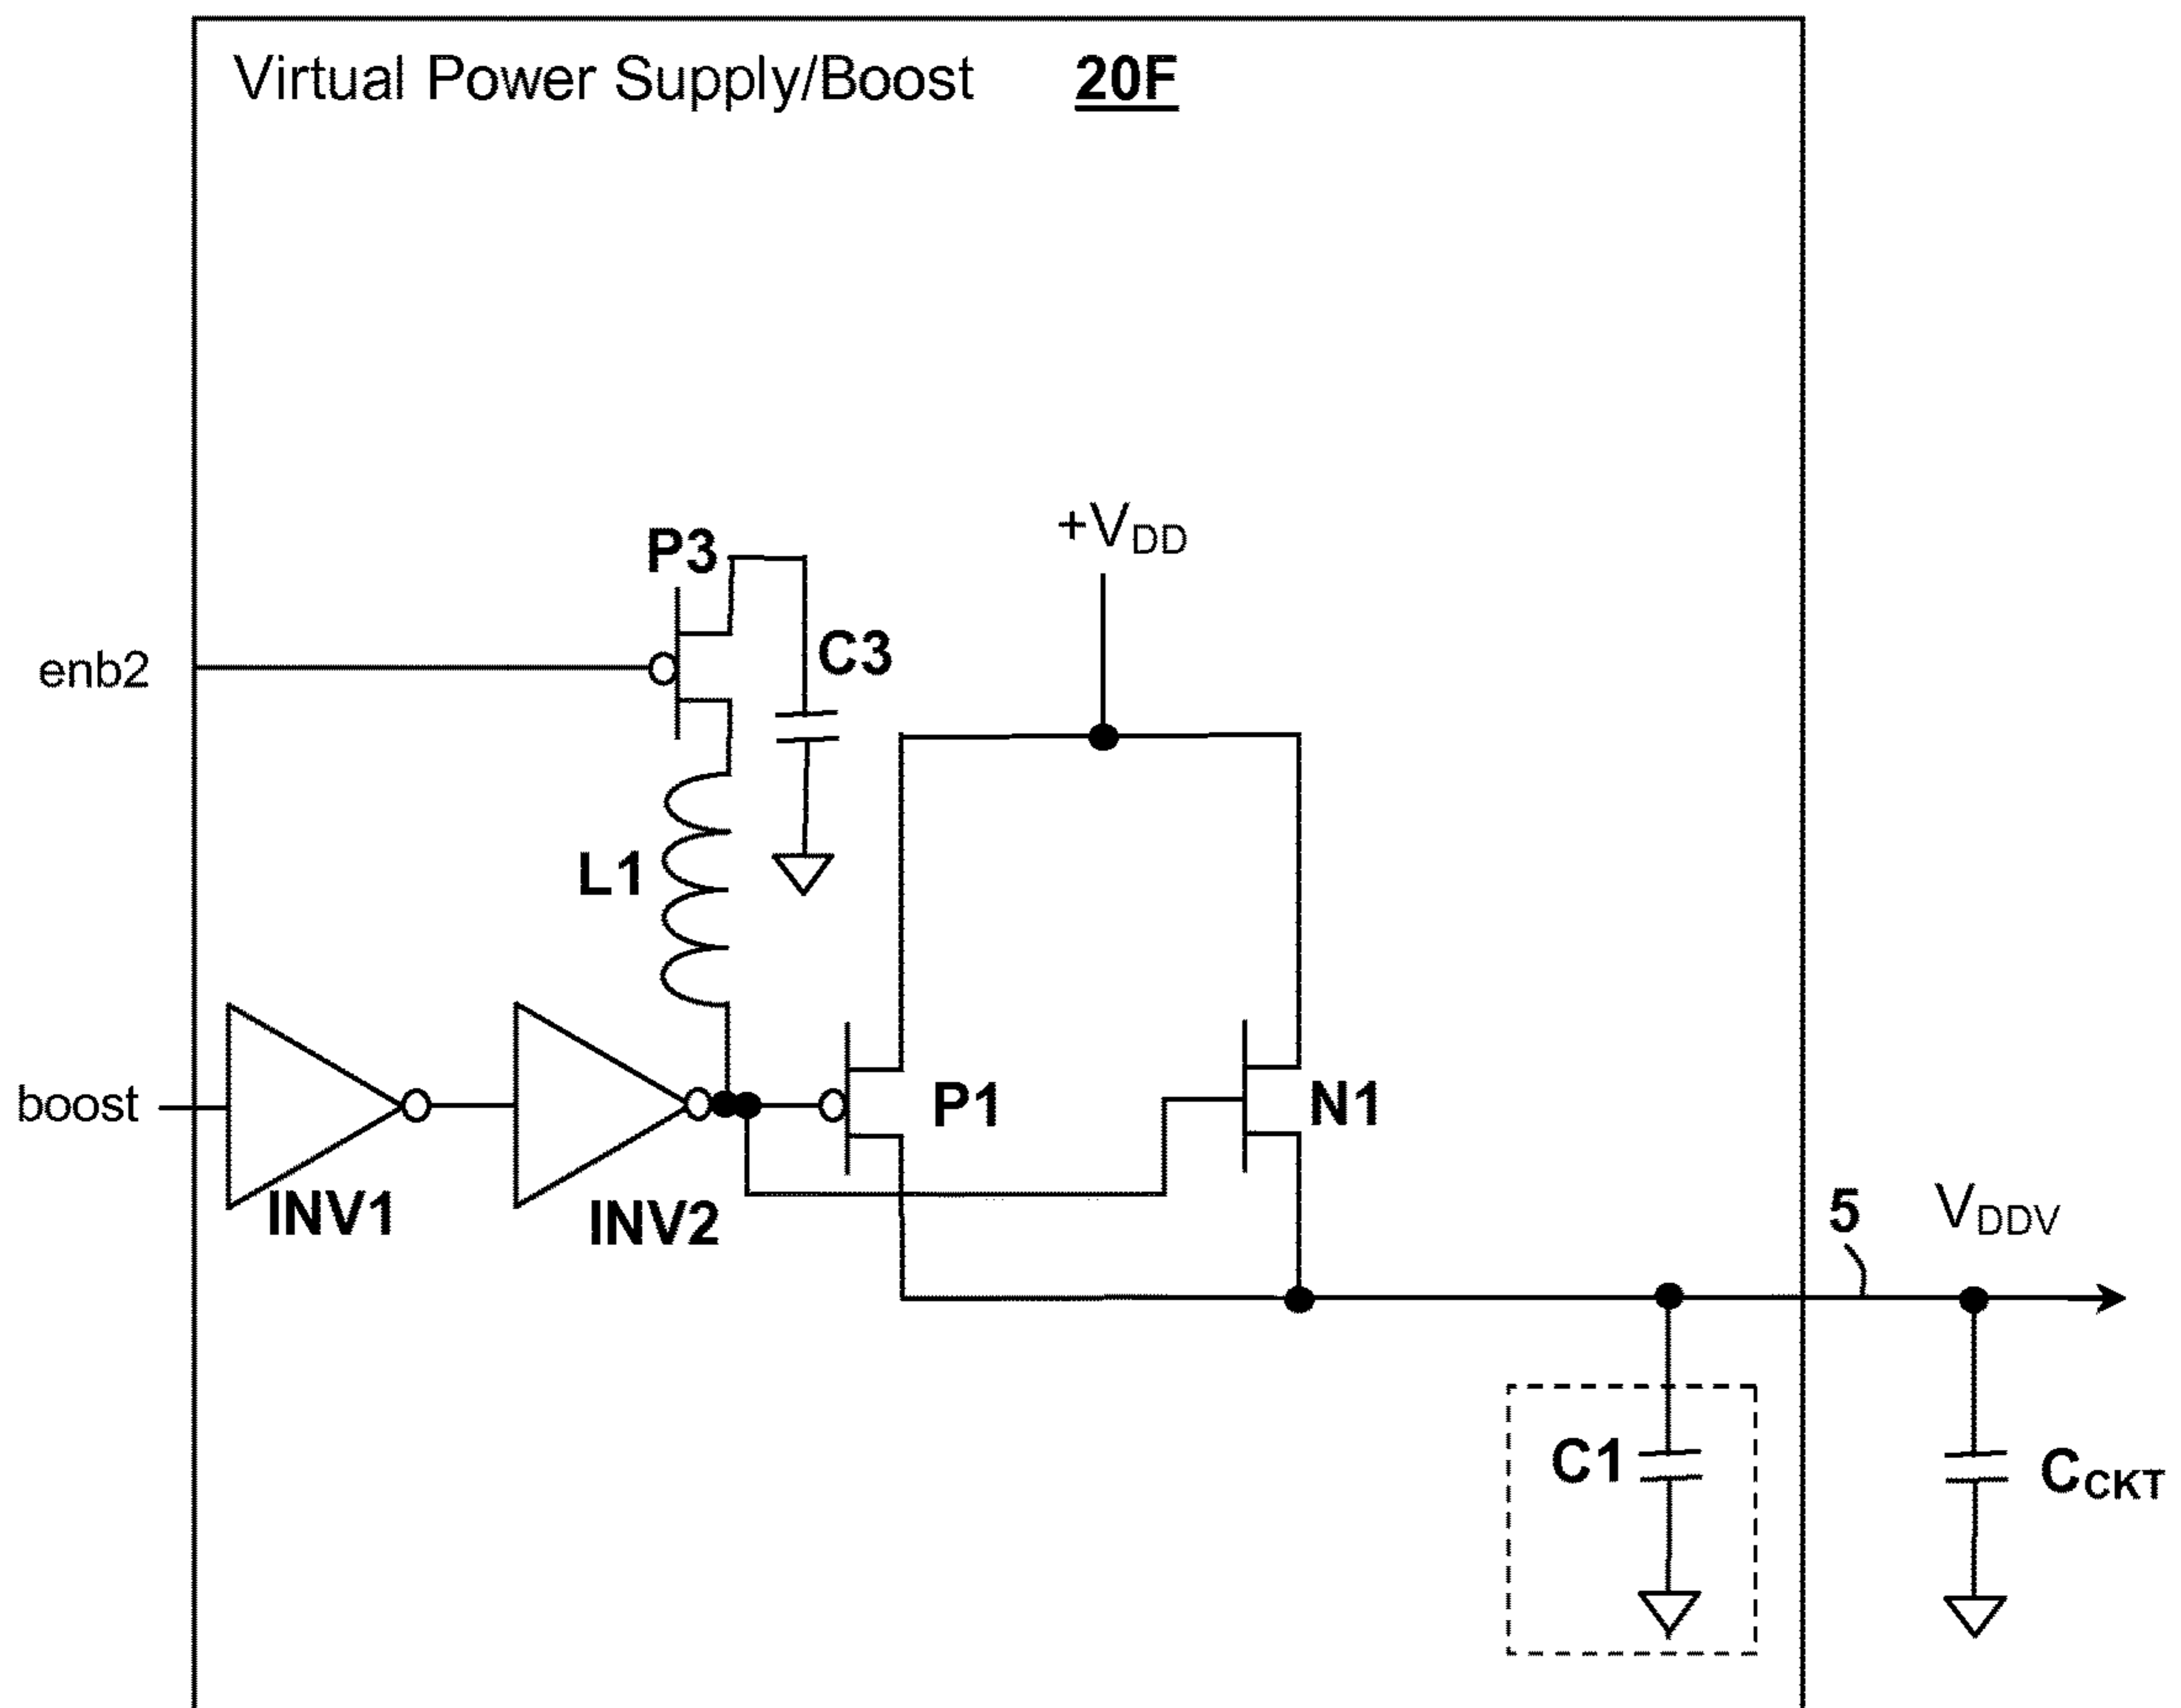 Virtual Power Supply/Boost 20F
+VDD
P3
C3
enb2
L1
boost
P1
N1
INV1
INV2
5
VDDV
C1
CCKT